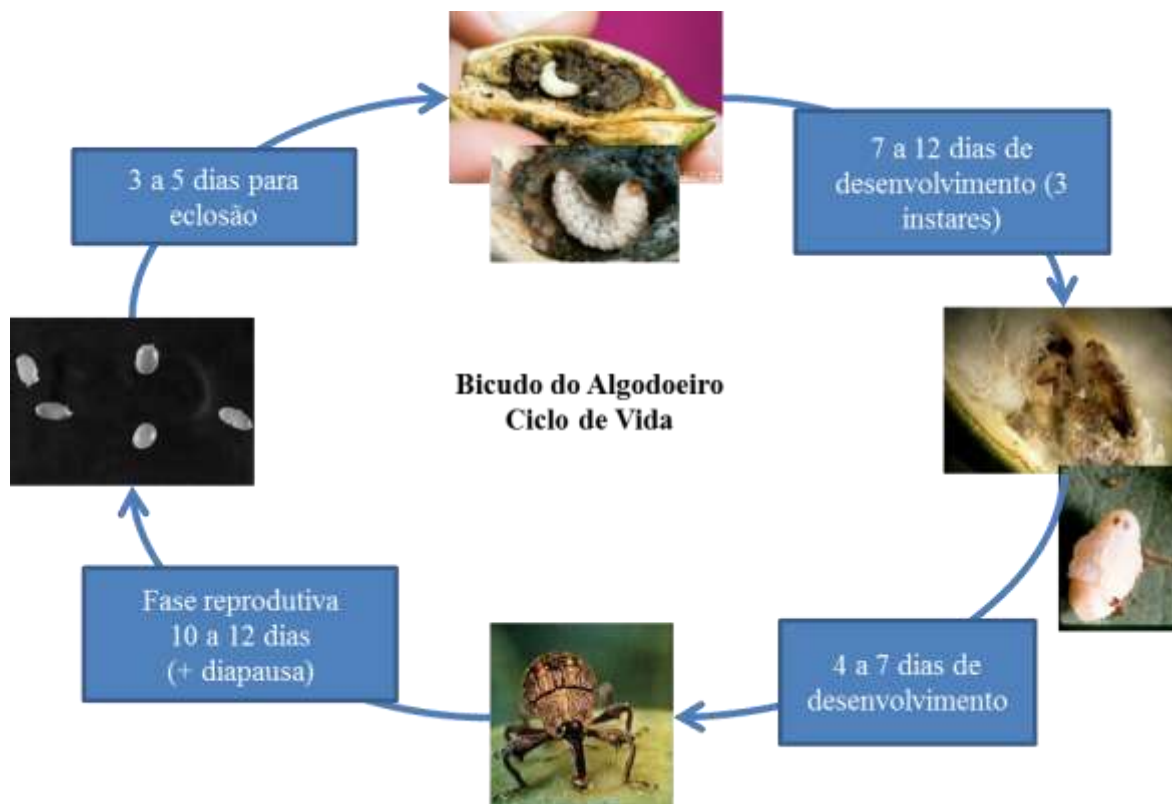 3 a 5 dias para
eclosão
7 a 12 dias de
desenvolvimento (3
instares)
Bicudo do Algodoeiro
Ciclo de Vida
Fase reprodutiva
10 a 12 dias
(+ diapausa)
4 a 7 dias de
desenvolvimento